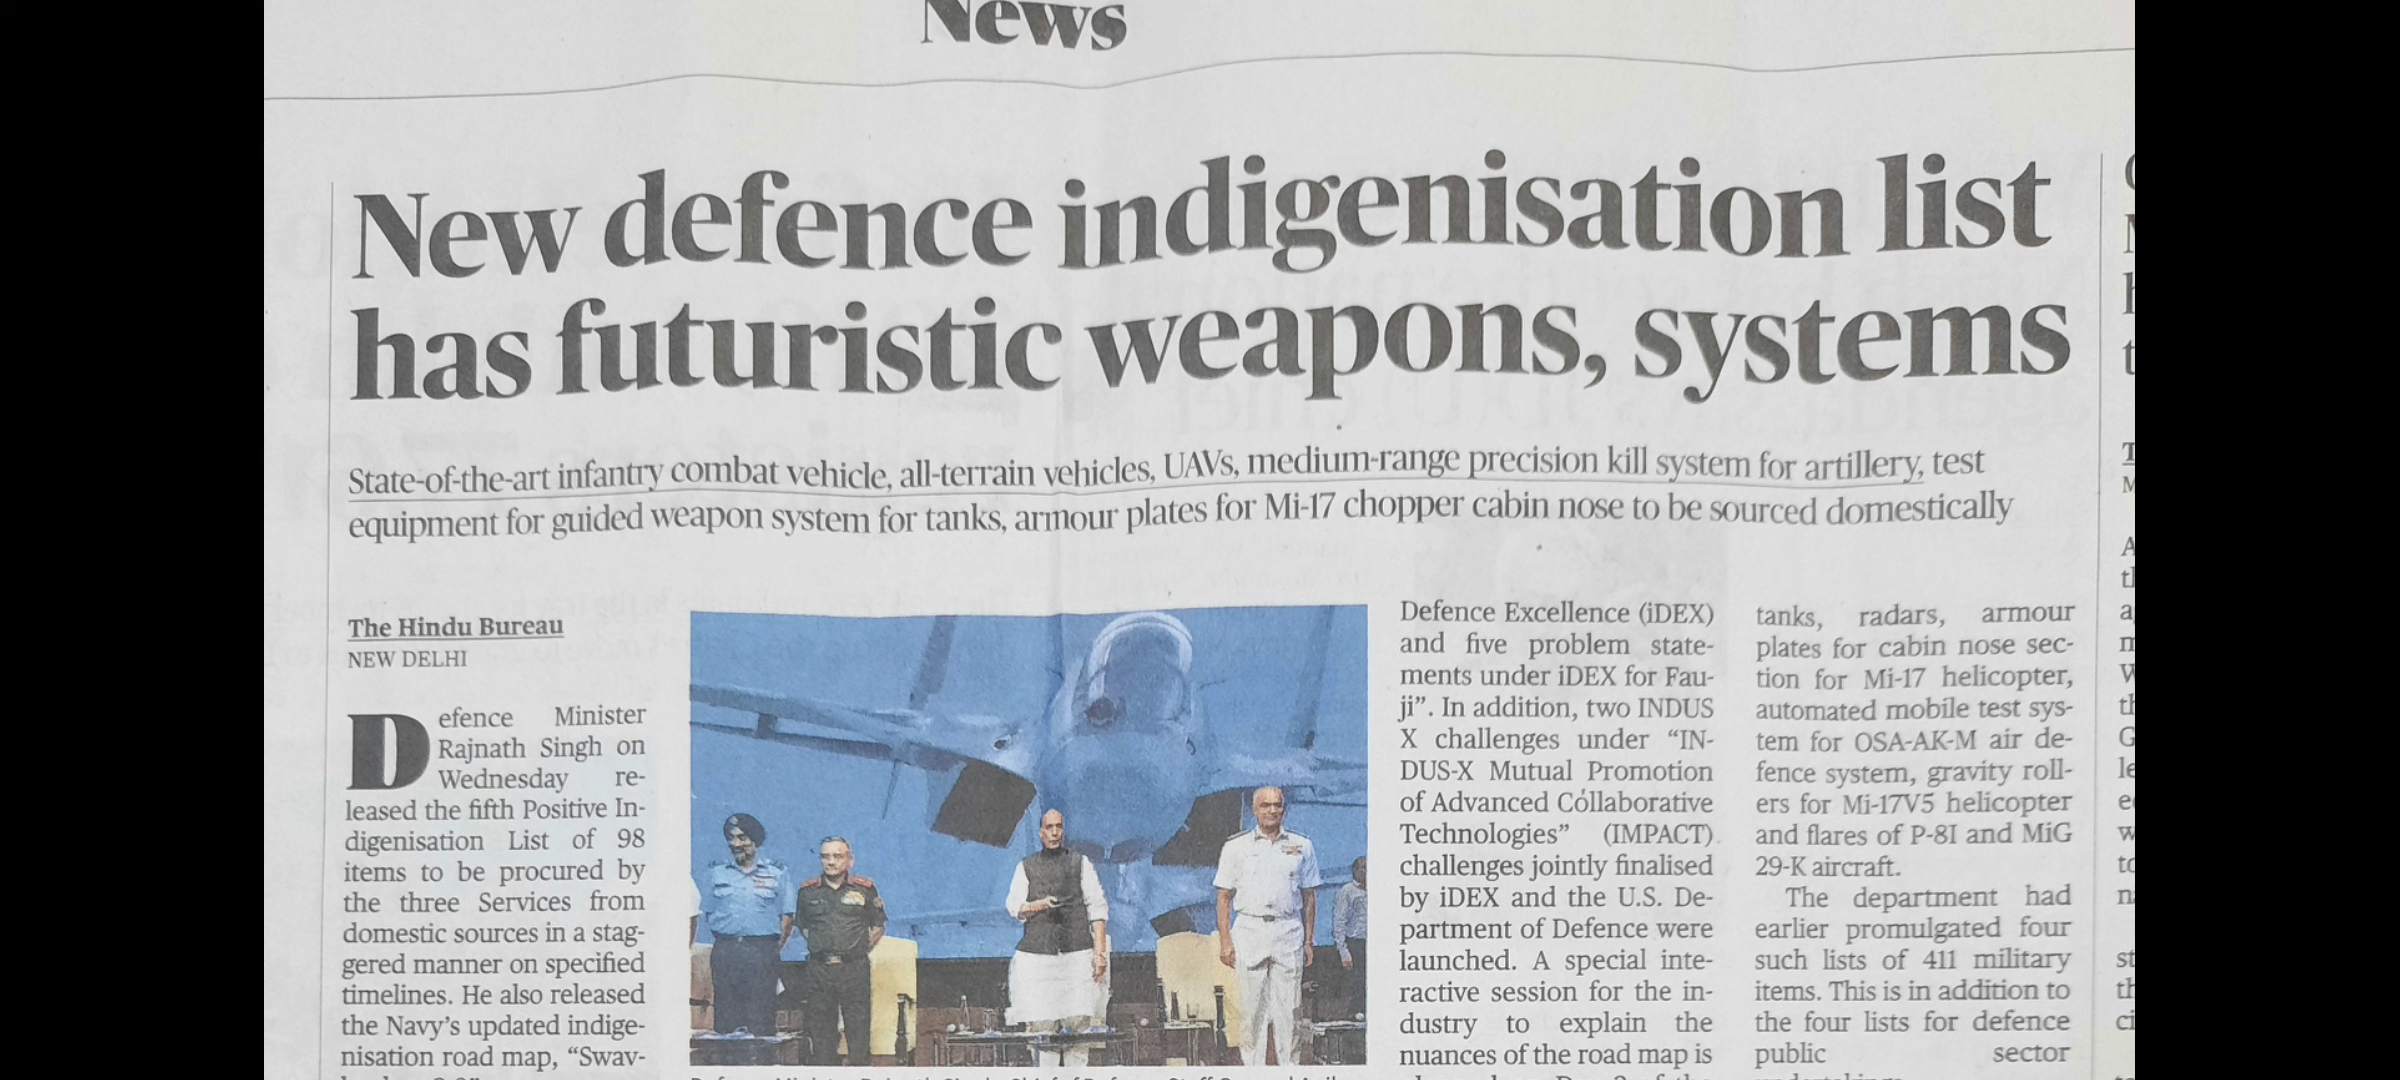 News
New defence indigenisation list
has futuristic weapons, systems
State-of-the-art infantry combat vehicle, all-terrain vehicles, UAVs, medium-range precision kill system for artillery, test
equipment for guided weapon system for tanks, armour plates for Mi-17 chopper cabin nose to be sourced domestically
The Hindu Bureau
NEW DELHI
Defence Minister
Rajnath Singh on
Wednesday re-
leased the fifth Positive In-
digenisation List of 98
items to be procured by
the three Services from
domestic sources in a stag-
gered manner on specified
timelines. He also released
the Navy's updated indige-
nisation road map, “Swav-
Defence Excellence (iDEX)
and five problem state-
ments under iDEX for Fau-
ji”. In addition, two INDUS
X challenges under “IN-
DUS-X Mutual Promotion
of Advanced Collaborative
Technologies” (IMPACT)
challenges jointly finalised
by iDEX and the U.S. De-
partment of Defence were
launched. A special inte-
ractive session for the in-
dustry to explain the
nuances of the road map is
tanks, radars, armour
plates for cabin nose sec-
tion for Mi-17 helicopter,
automated mobile test sys-
tem for OSA-AK-M air de-
fence system, gravity roll-
ers for Mi-17V5 helicopter
and flares of P-8I and MiG
29-K aircraft.
The department had
earlier promulgated four
such lists of 411 military
items. This is in addition to
the four lists for defence
public sector